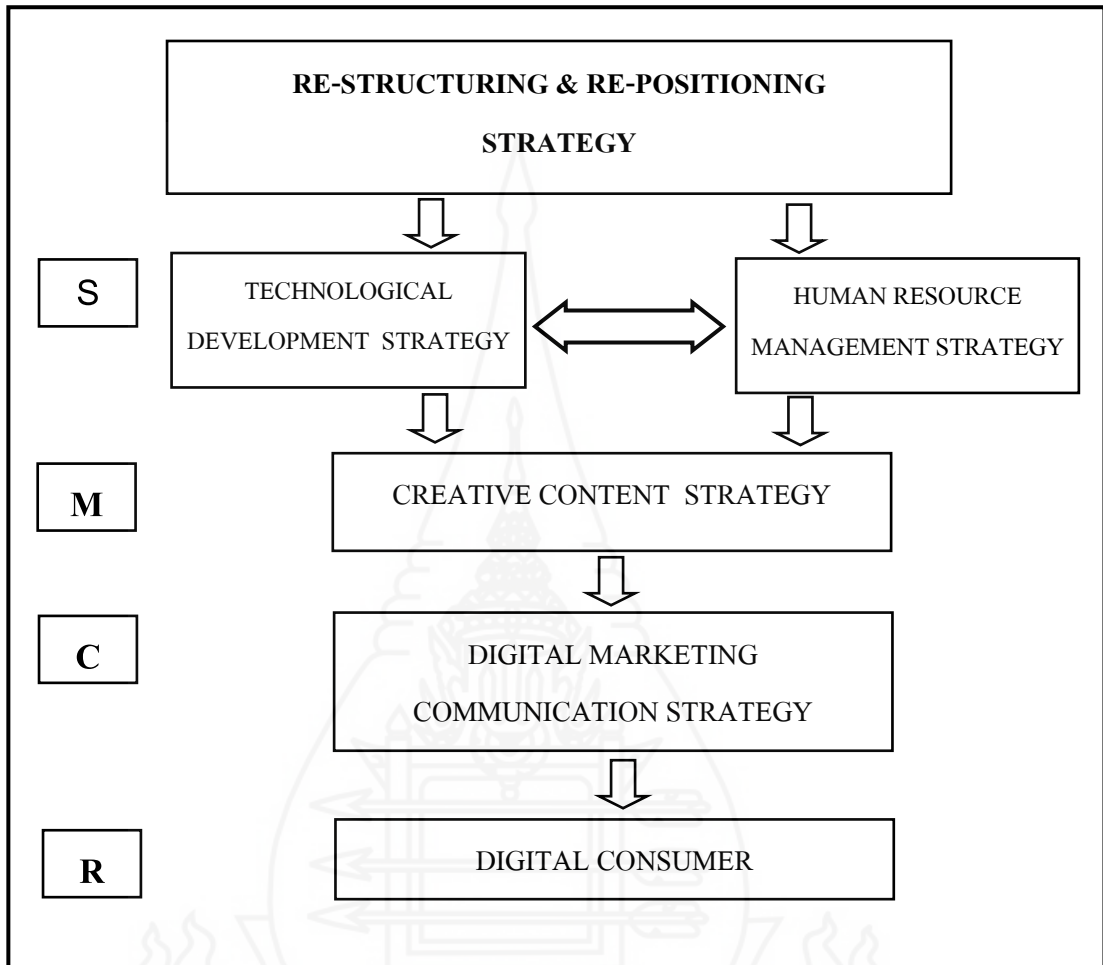 RE-STRUCTURING & RE-POSITIONING
STRATEGY
S
TECHNOLOGICAL
DEVELOPMENT STRATEGY
HUMAN RESOURCE
MANAGEMENT STRATEGY
M
CREATIVE CONTENT STRATEGY
C
DIGITAL MARKETING
COMMUNICATION STRATEGY
R
DIGITAL CONSUMER